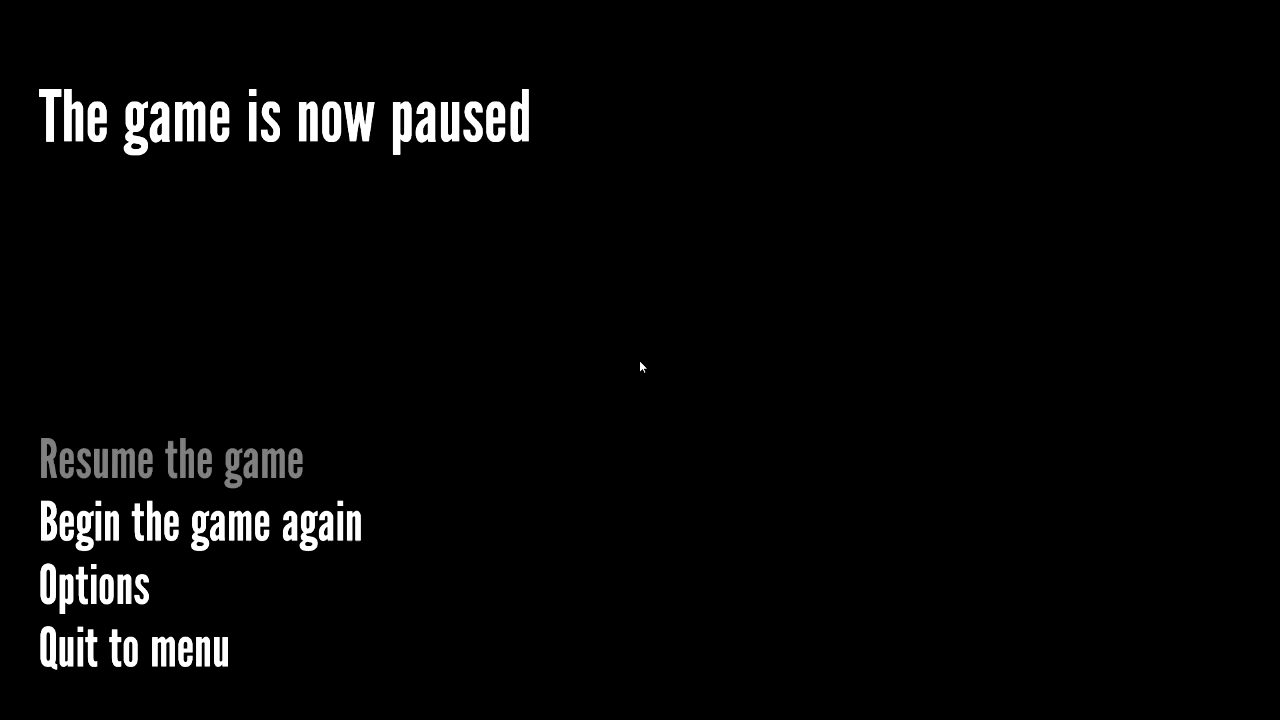 The game is now paused
Resume the game
Begin the game again
Options
Quit to menu